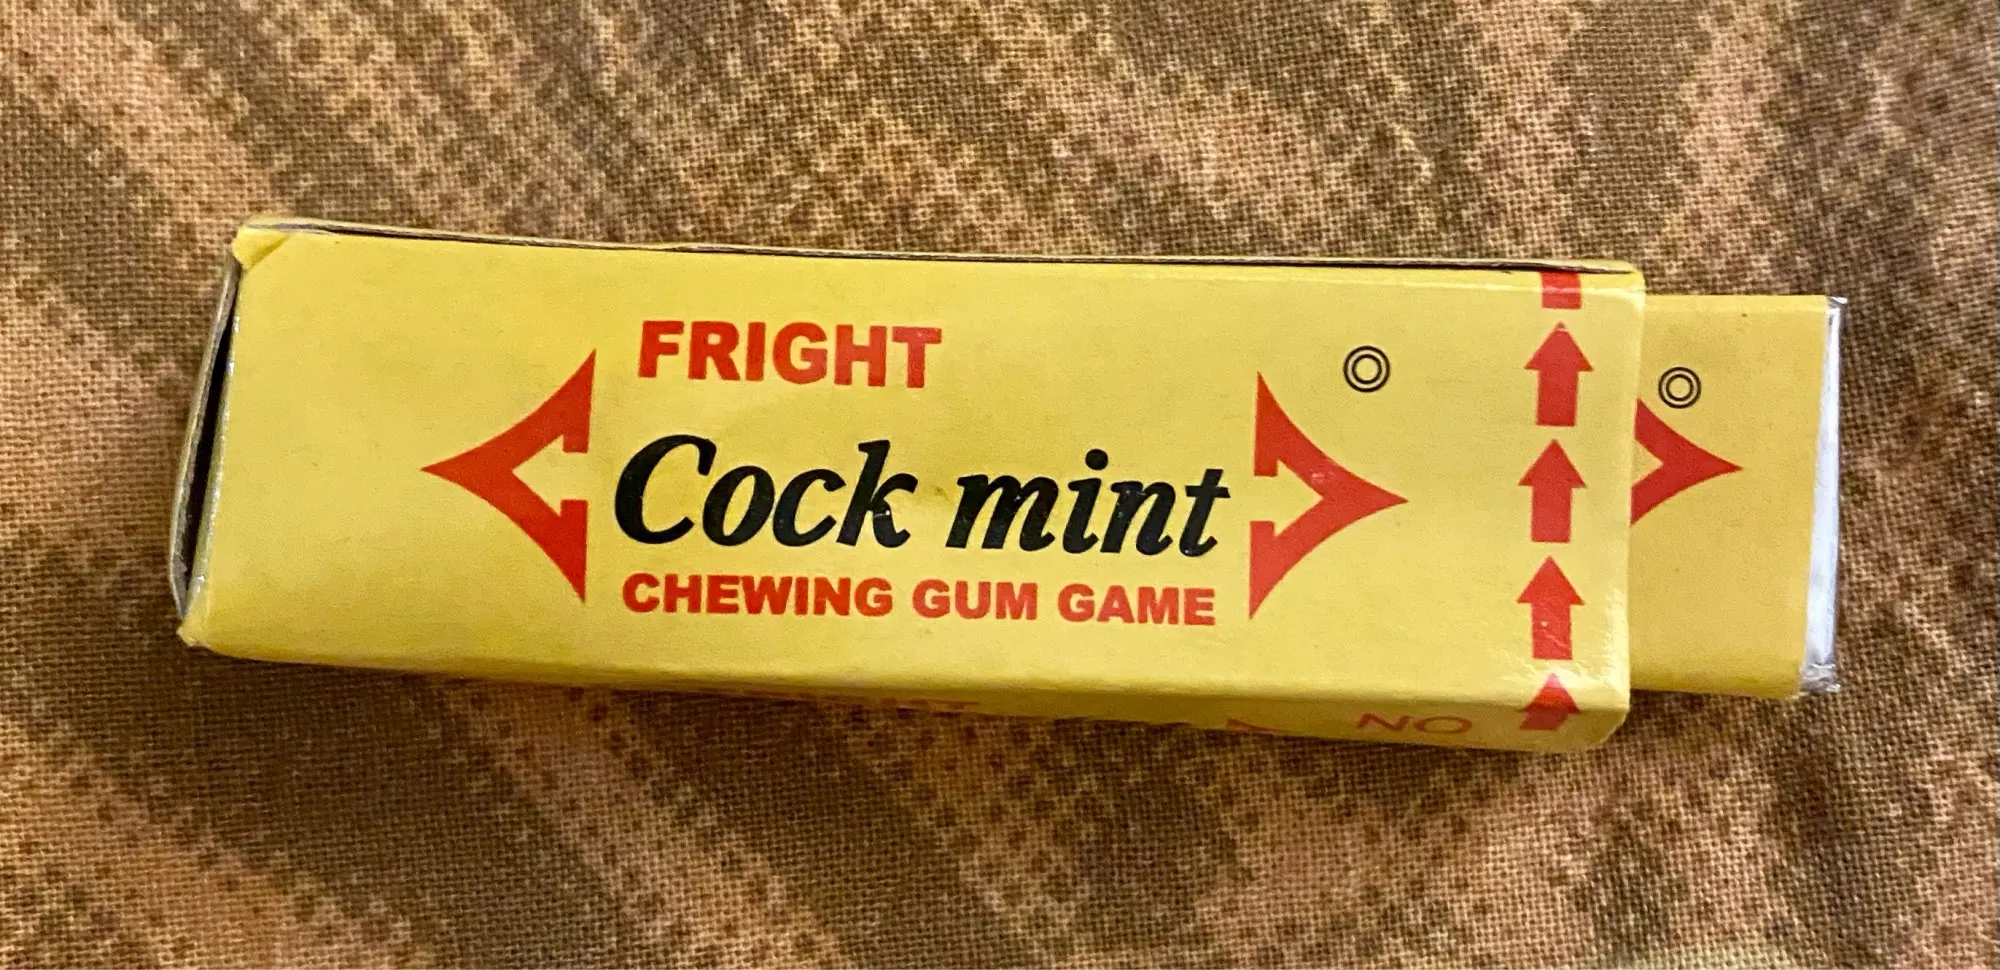 FRIGHT
Cock mint
CHEWING GUM GAME
NO